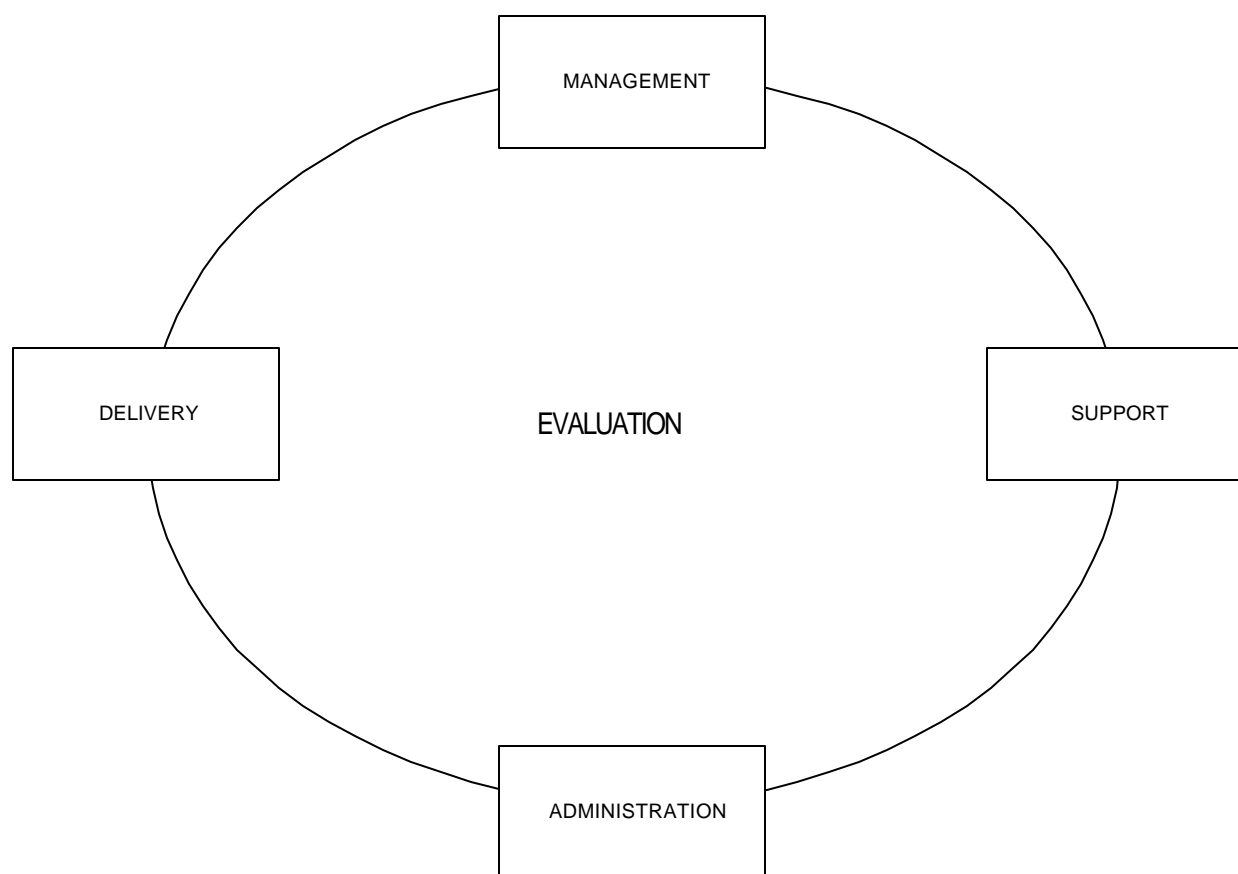 MANAGEMENT
DELIVERY
EVALUATION
SUPPORT
ADMINISTRATION